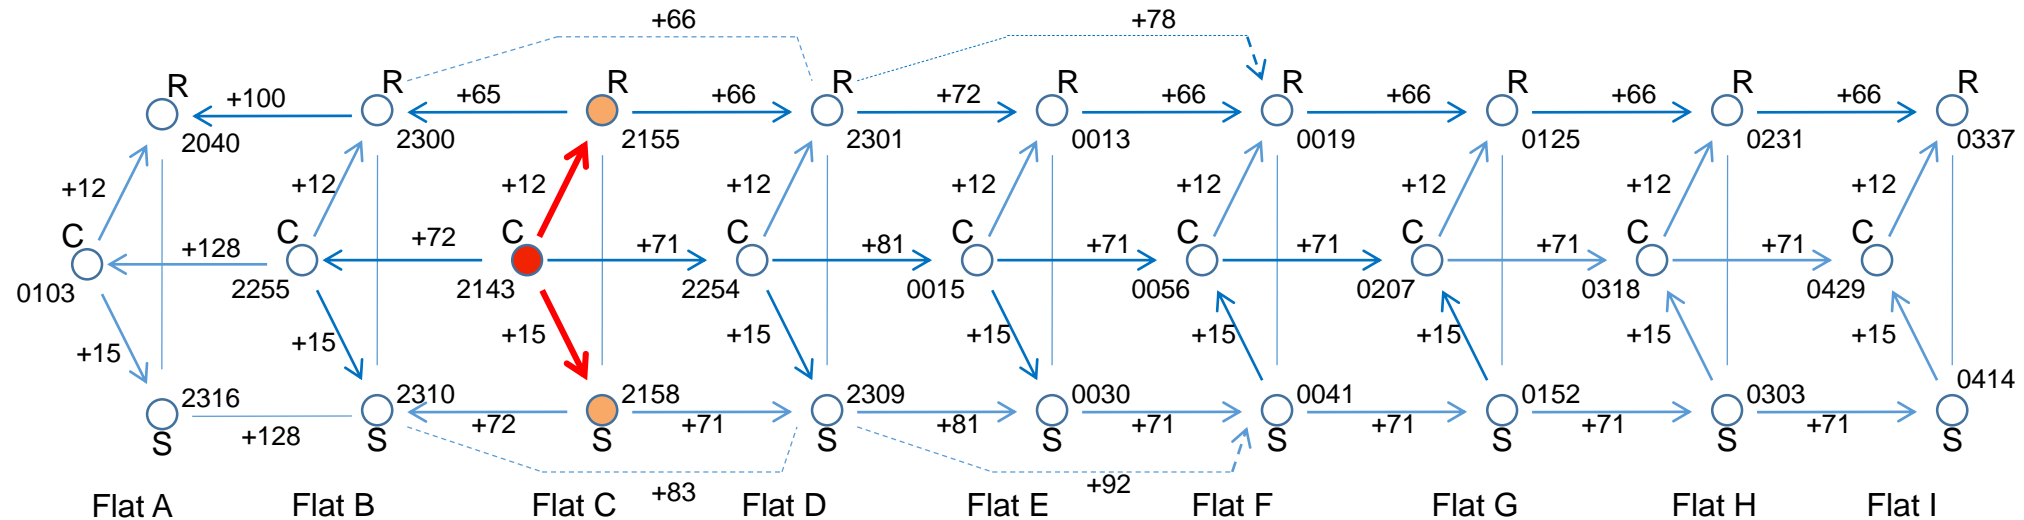 +66
+78
R R R R R R R R R
+100 +65 +66 +72 +66 +66 +66 +66
2040 2300 2155 2301 0013 0019 0125 0231 0337
+12 +12 +12 +12 +12 +12 +12 +12 +12
C C C C C C C C C
+128 +72 +71 +81 +71 +71 +71 +71
0103 2255 2143 2254 0015 0056 0207 0318 0429
+15 +15 +15 +15 +15 +15 +15 +15 +15
2316 2310 2158 2309 0030 0041 0152 0303 0414
+128 +72 +71 +81 +71 +71 +71 +71
S S S S S S S S S
+83 +92
Flat A Flat B Flat C Flat D Flat E Flat F Flat G Flat H Flat I